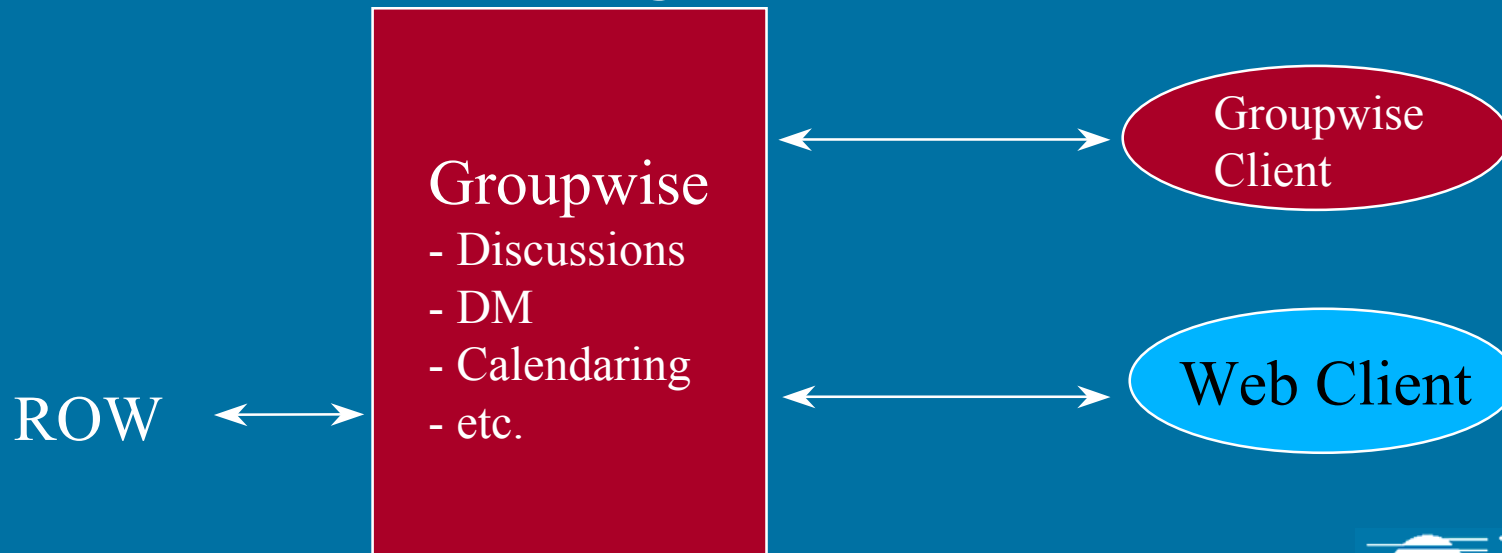 Groupwise
- Discussions
- DM
- Calendaring
- etc.
ROW
Groupwise
Client
Web Client